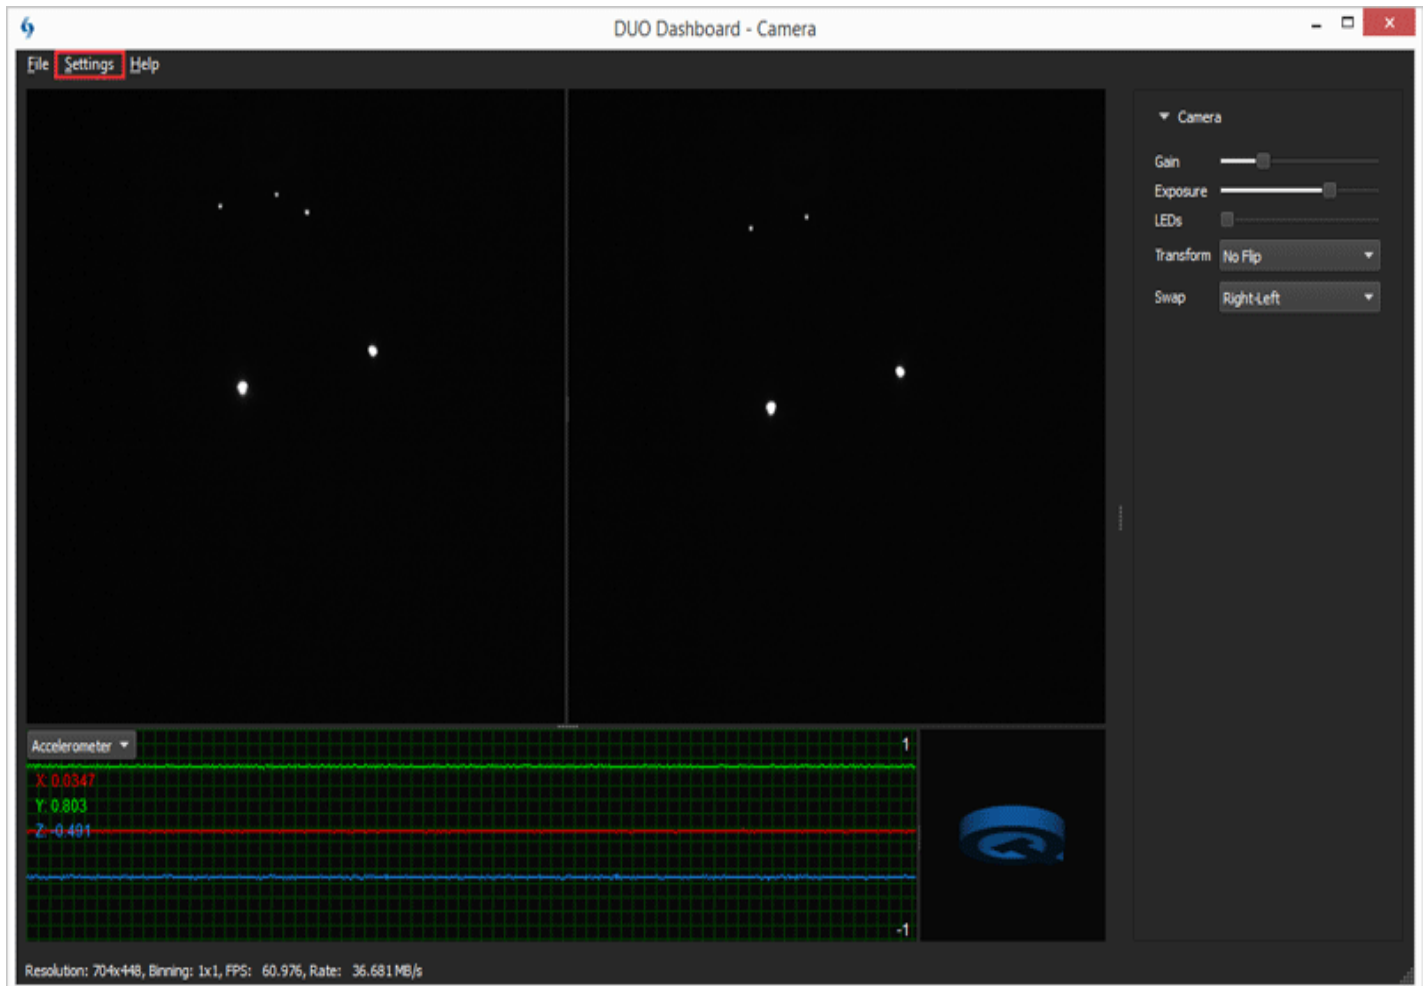 DUO Dashboard - Camera
File Settings Help
Camera
Gain
Exposure
LEDs
Transform No Flip
Swap Right-Left
Accelerometer
1
X: 0.0347
Y: 0.803
Z: -0.491
-1
Resolution: 704x448, Binning: 1x1, FPS: 60.976, Rate: 36.681 MB/s